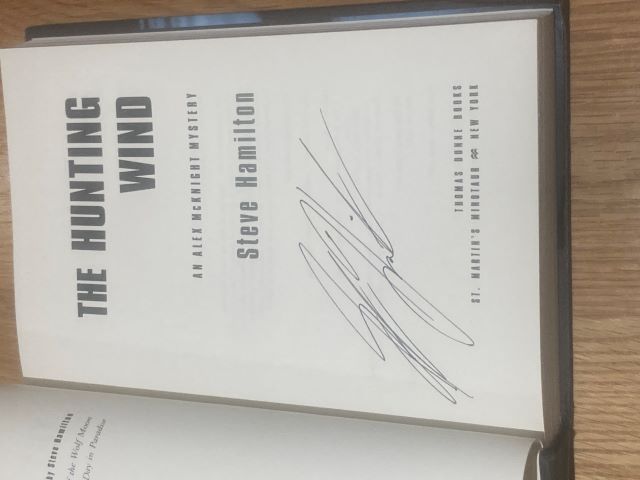 THE HUNTING
WIND
AN ALEX MCKNIGHT MYSTERY
Steve Hamilton
THOMAS DUNNE BOOKS
ST. MARTIN'S MINOTAUR NEW YORK
by Steve Hamilton
the Wolf Moon
Day in Paradise